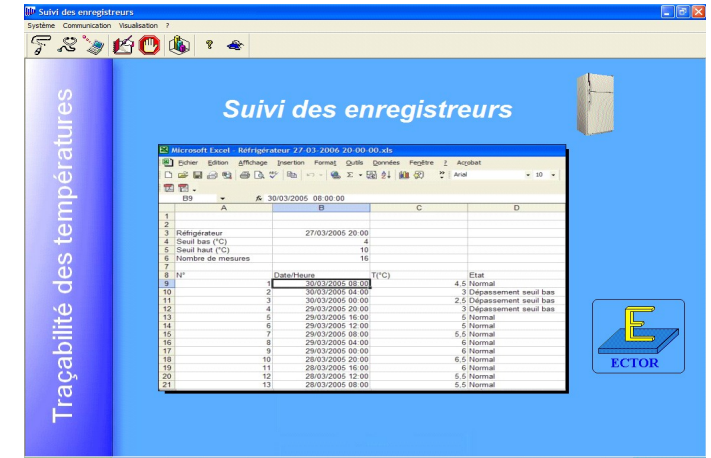 Suivi des enregistreurs
Système Communication Visualisation ?
Suivi des enregistreurs
Traçabilité des températures
Microsoft Excel - Réfrigérateur 27-03-2006 20-00-00.xls
Fichier Edition Affichage Insertion Format Outils Données Fenêtre ? Acrobat
Arial 10
B9 fx 30/03/2005 08:00:00
A B C D
1
2
3 Réfrigérateur 27/03/2005 20:00
4 Seuil bas (°C) 4
5 Seuil haut (°C) 10
6 Nombre de mesures 16
7
8 N° Date/Heure T(°C) Etat
9 1 30/03/2005 08:00 4,5 Normal
10 2 30/03/2005 04:00 3 Dépassement seuil bas
11 3 30/03/2005 00:00 2,5 Dépassement seuil bas
12 4 29/03/2005 20:00 3 Dépassement seuil bas
13 5 29/03/2005 16:00 5 Normal
14 6 29/03/2005 12:00 5 Normal
15 7 29/03/2005 08:00 5,5 Normal
16 8 29/03/2005 04:00 6 Normal
17 9 29/03/2005 00:00 6 Normal
18 10 28/03/2005 20:00 6,5 Normal
19 11 28/03/2005 16:00 6 Normal
20 12 28/03/2005 12:00 5,5 Normal
21 13 28/03/2005 08:00 5,5 Normal
E
ECTOR